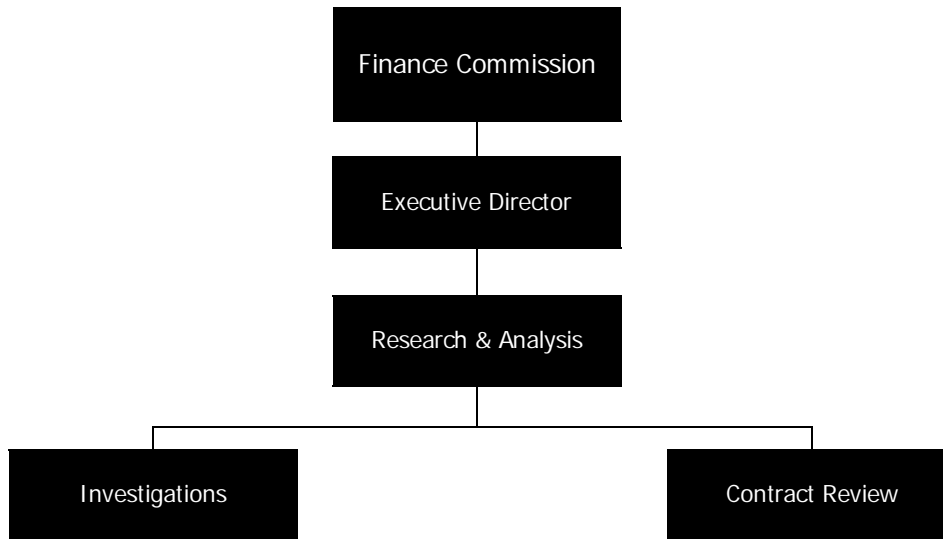 Finance Commission
Executive Director
Research & Analysis
Investigations
Contract Review